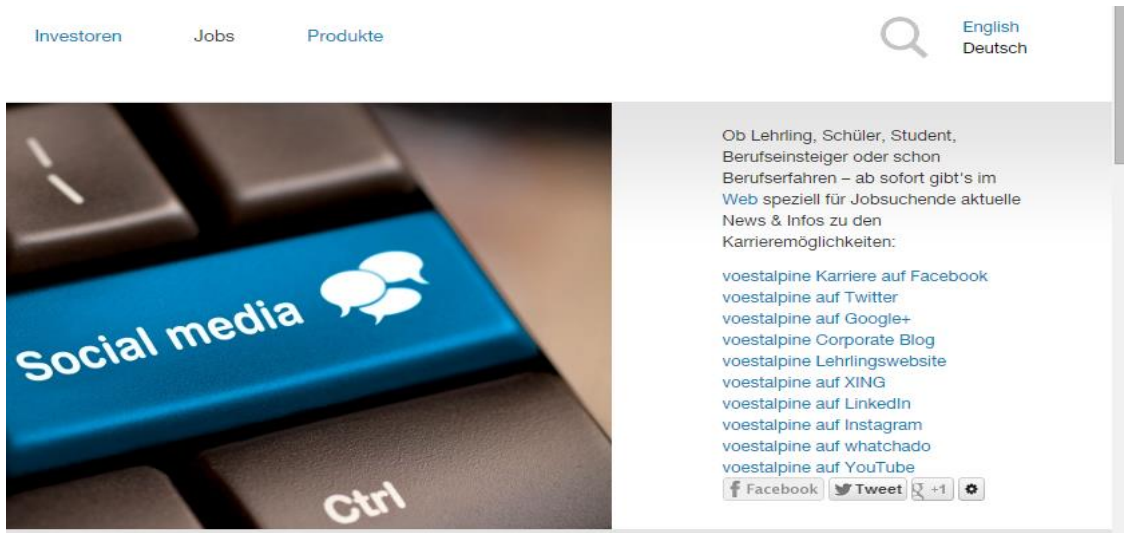 Investoren Jobs Produkte
English
Deutsch
Social media
Ctrl
Ob Lehrling, Schüler, Student,
Berufseinsteiger oder schon
Berufserfahren – ab sofort gibt's im
Web speziell für Jobsuchende aktuelle
News & Infos zu den
Karrieremöglichkeiten:
voestalpine Karriere auf Facebook
voestalpine auf Twitter
voestalpine auf Google+
voestalpine Corporate Blog
voestalpine Lehrlingswebsite
voestalpine auf XING
voestalpine auf LinkedIn
voestalpine auf Instagram
voestalpine auf whatchado
voestalpine auf YouTube
f Facebook Tweet g +1